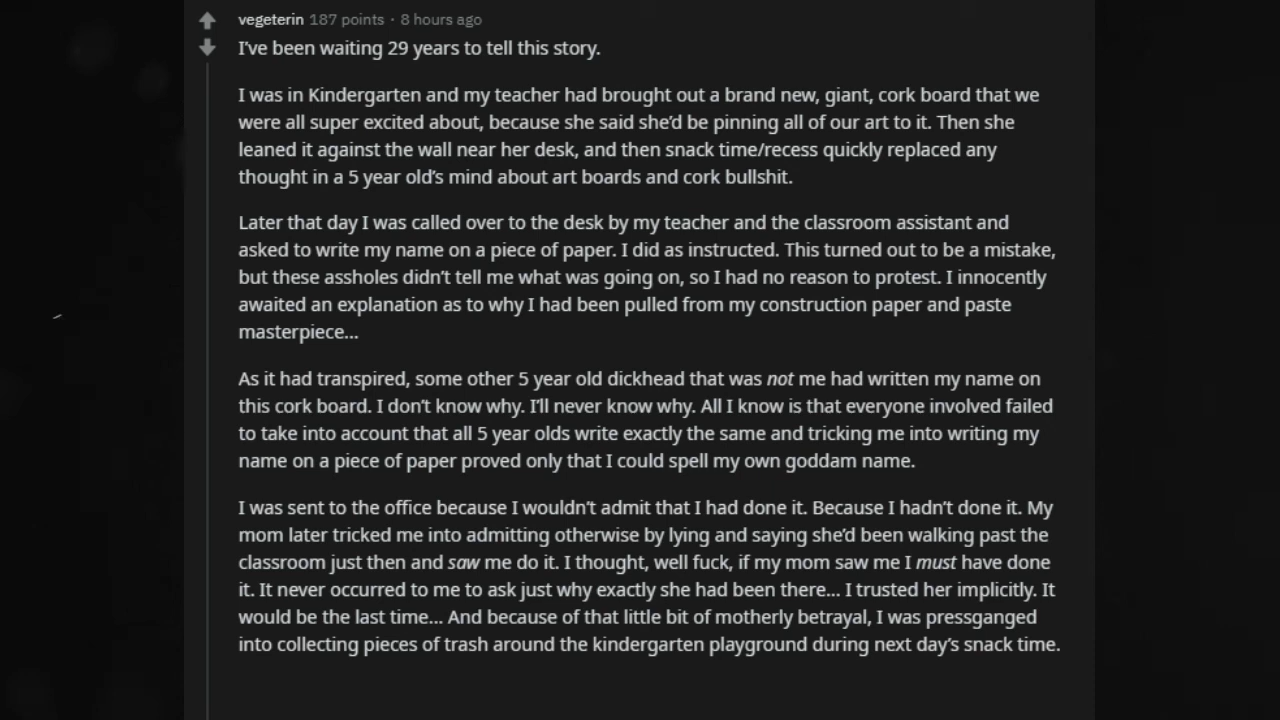 vegeterin 187 points · 8 hours ago
I've been waiting 29 years to tell this story.
I was in Kindergarten and my teacher had brought out a brand new, giant, cork board that we
were all super excited about, because she said she'd be pinning all of our art to it. Then she
leaned it against the wall near her desk, and then snack time/recess quickly replaced any
thought in a 5 year old's mind about art boards and cork bullshit.
Later that day I was called over to the desk by my teacher and the classroom assistant and
asked to write my name on a piece of paper. I did as instructed. This turned out to be a mistake,
but these assholes didn't tell me what was going on, so I had no reason to protest. I innocently
awaited an explanation as to why I had been pulled from my construction paper and paste
masterpiece...
As it had transpired, some other 5 year old dickhead that was not me had written my name on
this cork board. I don't know why. I'll never know why. All I know is that everyone involved failed
to take into account that all 5 year olds write exactly the same and tricking me into writing my
name on a piece of paper proved only that I could spell my own goddam name.
I was sent to the office because I wouldn't admit that I had done it. Because I hadn't done it. My
mom later tricked me into admitting otherwise by lying and saying she'd been walking past the
classroom just then and saw me do it. I thought, well fuck, if my mom saw me I must have done
it. It never occurred to me to ask just why exactly she had been there... I trusted her implicitly. It
would be the last time... And because of that little bit of motherly betrayal, I was pressganged
into collecting pieces of trash around the kindergarten playground during next day's snack time.